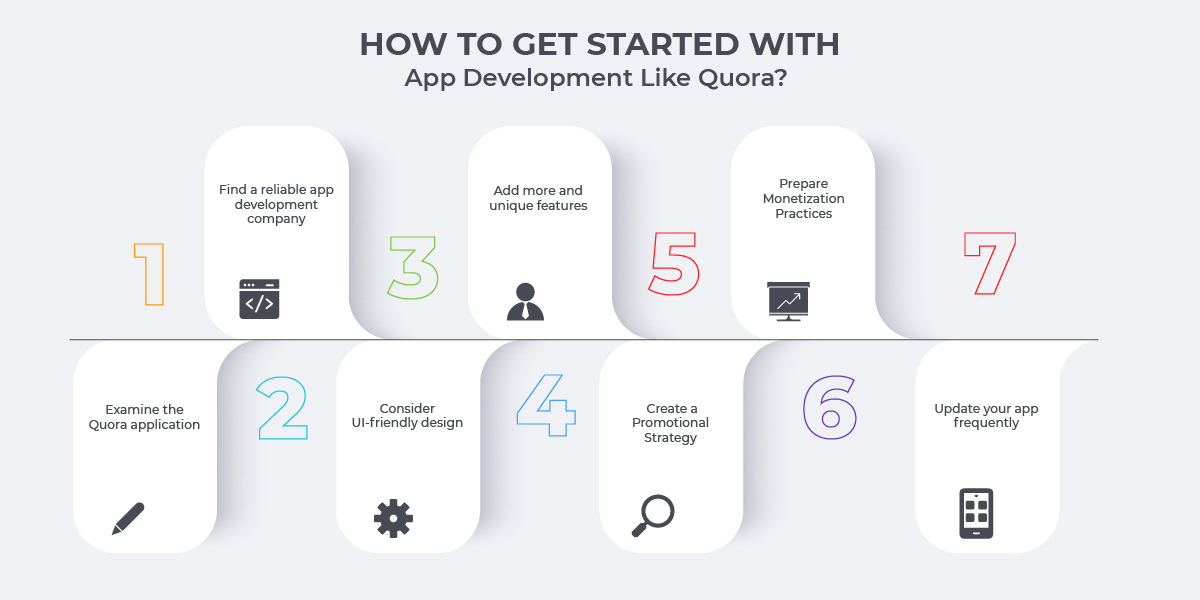 HOW TO GET STARTED WITH
App Development Like Quora?
1
Examine the
Quora application
2
Find a reliable app
development
company
3
Consider
UI-friendly design
4
Add more and
unique features
5
Create a
Promotional
Strategy
6
Prepare
Monetization
Practices
7
Update your app
frequently